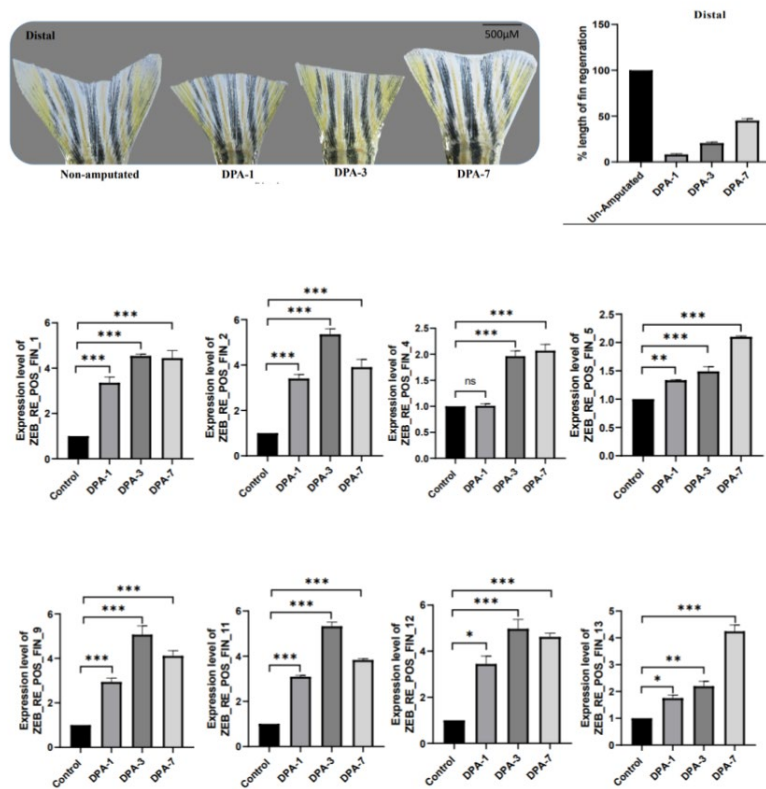 Distal
500µM
Non-amputated DPA-1 DPA-3 DPA-7
Distal
% length of fin regenration
150
100
50
0
Un-Amputated DPA-1 DPA-3 DPA-7
Expression level of
ZEB_RE_POS_FIN_1
6
4
2
0
***
***
***
Control DPA-1 DPA-3 DPA-7
Expression level of
ZEB_RE_POS_FIN_2
6
4
2
0
***
***
***
Control DPA-1 DPA-3 DPA-7
Expression level of
ZEB_RE_POS_FIN_4
2.5
2.0
1.5
1.0
0.5
0.0
***
***
ns
Control DPA-1 DPA-3 DPA-7
Expression level of
ZEB_RE_POS_FIN_5
2.5
2.0
1.5
1.0
0.5
0.0
***
***
**
Control DPA-1 DPA-3 DPA-7
Expression level of
ZEB_RE_POS_FIN_9
6
4
2
0
***
***
***
Control DPA-1 DPA-3 DPA-7
Expression level of
ZEB_RE_POS_FIN_11
6
4
2
0
***
***
***
Control DPA-1 DPA-3 DPA-7
Expression level of
ZEB_RE_POS_FIN_12
6
4
2
0
***
***
*
Control DPA-1 DPA-3 DPA-7
Expression level of
ZEB_RE_POS_FIN_13
5
4
3
2
1
0
***
**
*
Control DPA-1 DPA-3 DPA-7